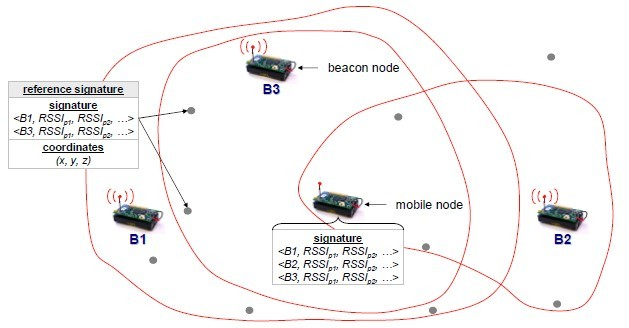 beacon node
B3
reference signature
signature
<B1, RSSIp1, RSSIp2, …>
<B3, RSSIp1, RSSIp2, …>
coordinates
(x, y, z)
mobile node
B1
B2
signature
<B1, RSSIp1, RSSIp2, …>
<B2, RSSIp1, RSSIp2, …>
<B3, RSSIp1, RSSIp2, …>